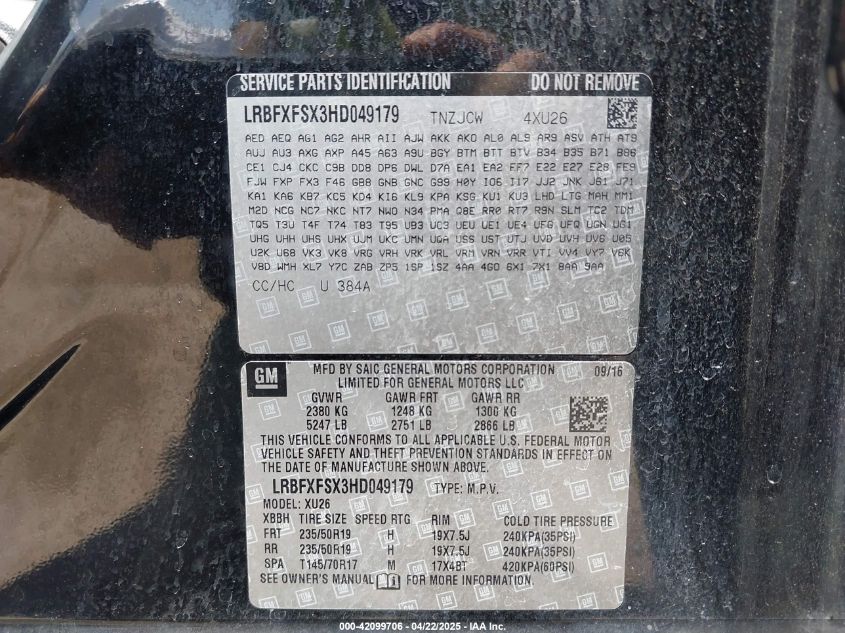 SERVICE PARTS IDENTIFICATION DO NOT REMOVE
LRBFXFSX3HD049179 TNZJCW 4XU26
AED AEQ AG1 AG2 AHR AII AJW AKK AKO AL0 AL9 AR9 ASV ATH AT9
AUJ AU3 AXG AXP A45 A63 A9U BGY BTM BTT BTV B34 B35 B71 B86
CE1 CJ4 CKC C9B DD8 DP6 DWL D7A EA1 EA2 FF7 E22 E27 E28 FE9
FJW FXP FX3 F46 GB8 GNB GNC G99 H0Y IO6 II7 JJ2 JNK J61 J71
KA1 KA6 KB7 KC5 KD4 KI6 KL9 KPA KSG KU1 KU3 LHD LTG MAH MM1
M2D NCG NC7 NKC NT7 NWQ N34 PMA Q8E RR0 RT7 R9N SLM TC2 TDM
TQ5 T3U T4F T74 T83 T95 UB3 UC3 UEU UE1 UE4 UFG UFQ UGN UG1
UHG UHH UHS UHX UJM UKC UMN UQA USS UST UTJ UVD UVH UVG U05
U2K U68 VK3 VK8 VRG VRH VRK VRL VRM VRN VRR VTI VV4 VY7 V6K
V8D WMH XL7 Y7C ZAB ZP5 1SP 1SZ 4AA 4G0 6X1 7X1 8AA 9AA
CC/HC U 384A
GM
MFD BY SAIC GENERAL MOTORS CORPORATION 09/16
LIMITED FOR GENERAL MOTORS LLC
GVWR GAWR FRT GAWR RR
2380 KG 1248 KG 1300 KG
5247 LB 2751 LB 2866 LB
THIS VEHICLE CONFORMS TO ALL APPLICABLE U.S. FEDERAL MOTOR
VEHICLE SAFETY AND THEFT PREVENTION STANDARDS IN EFFECT ON
THE DATE OF MANUFACTURE SHOWN ABOVE.
LRBFXFSX3HD049179 TYPE: M.P.V.
MODEL: XU26
XBBH TIRE SIZE SPEED RTG RIM COLD TIRE PRESSURE
FRT 235/50R19 H 19X7.5J 240KPA(35PSI)
RR 235/50R19 H 19X7.5J 240KPA(35PSI)
SPA T145/70R17 M 17X4BT 420KPA(60PSI)
SEE OWNER'S MANUAL FOR MORE INFORMATION.
000-42099706 - 04/22/2025 - IAA Inc.